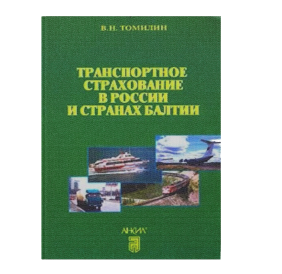 В.Н. ТОМИЛИН
ТРАНСПОРТНОЕ
СТРАХОВАНИЕ
В РОССИИ
И СТРАНАХ БАЛТИИ
АНКИЛ